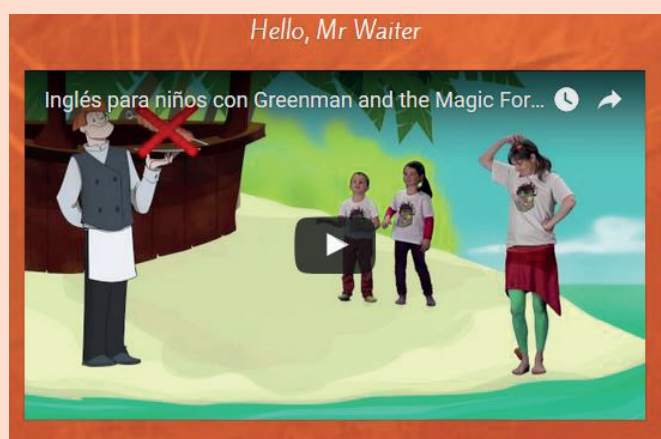 Hello, Mr Waiter
Inglés para niños con Greenman and the Magic For...